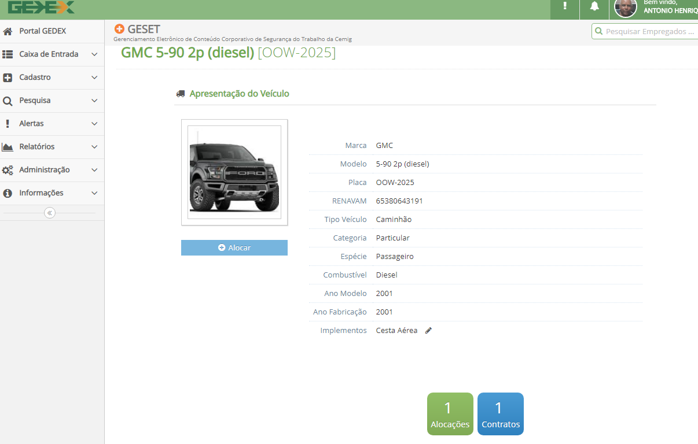 GEDEX
Bem vindo,
ANTONIO HENRIQ
Portal GEDEX
Caixa de Entrada
Cadastro
Pesquisa
Alertas
Relatórios
Administração
Informações
GESET
Gerenciamento Eletrônico de Conteúdo Corporativo de Segurança do Trabalho da Cemig
Pesquisar Empregados ...
GMC 5-90 2p (diesel) [OOW-2025]
Apresentação do Veículo
FORD
Alocar
Marca GMC
Modelo 5-90 2p (diesel)
Placa OOW-2025
RENAVAM 65380643191
Tipo Veículo Caminhão
Categoria Particular
Espécie Passageiro
Combustível Diesel
Ano Modelo 2001
Ano Fabricação 2001
Implementos Cesta Aérea
1 Alocações
1 Contratos